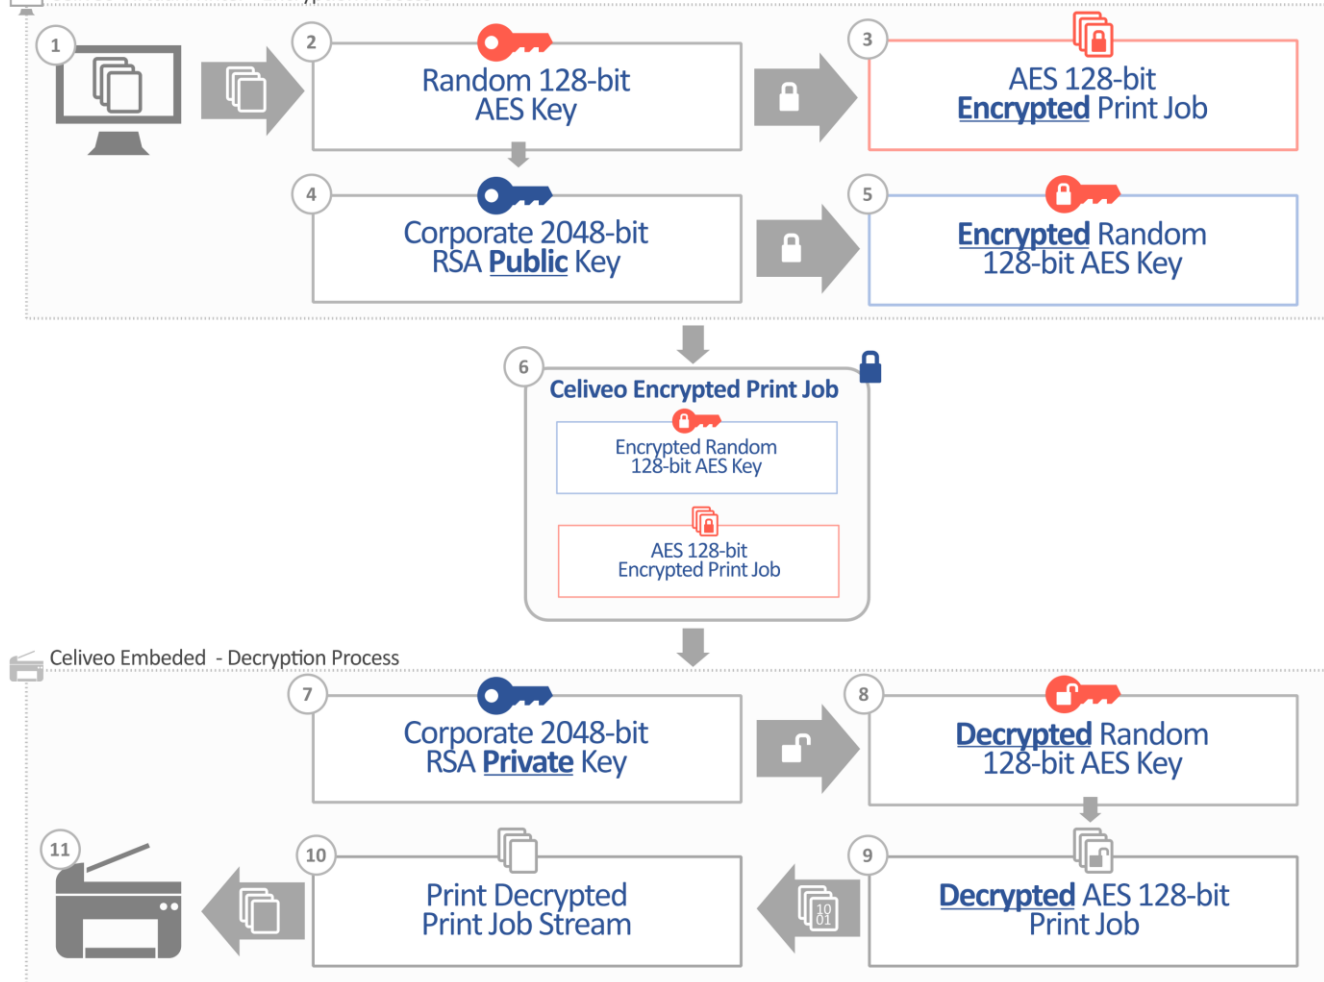 1
2
Random 128-bit
AES Key
3
AES 128-bit
Encrypted Print Job
4
Corporate 2048-bit
RSA Public Key
5
Encrypted Random
128-bit AES Key
6
Celiveo Encrypted Print Job
Encrypted Random
128-bit AES Key
AES 128-bit
Encrypted Print Job
Celiveo Embeded - Decryption Process
7
Corporate 2048-bit
RSA Private Key
8
Decrypted Random
128-bit AES Key
11
10
Print Decrypted
Print Job Stream
10
01
9
Decrypted AES 128-bit
Print Job